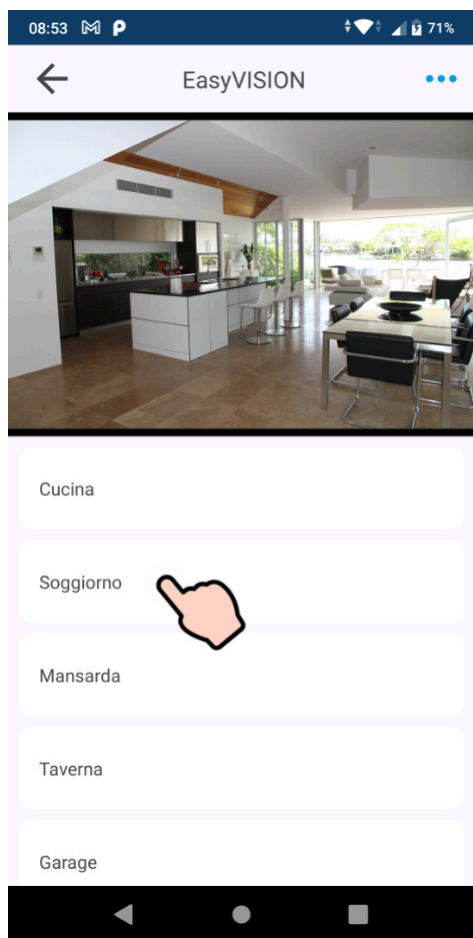 08:53 71%
EasyVISION
Cucina
Soggiorno
Mansarda
Taverna
Garage